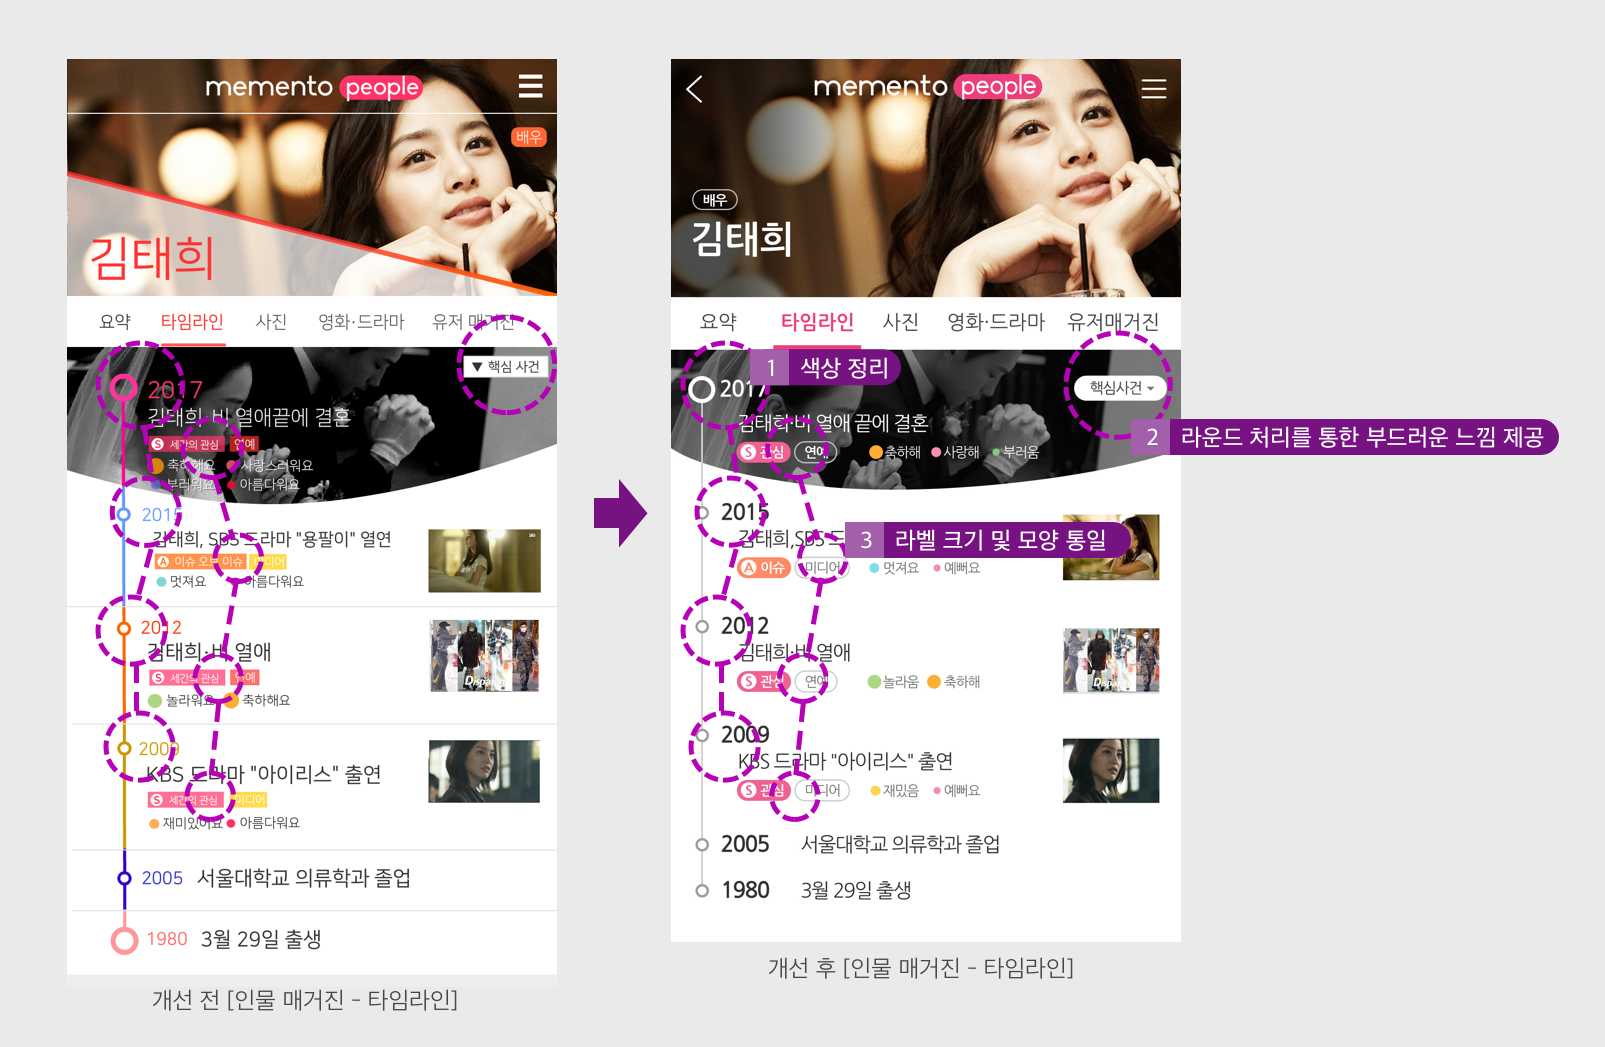 memento people
배우
김태희
요약 타임라인 사진 영화·드라마 유저 매거진
▼ 핵심 사건
2017
김태희·비 열애끝에 결혼
S 세간의 관심 연예
축하해요 사랑스러워요
부러워요 아름다워요
2015
김태희, SBS 드라마 "용팔이" 열연
A 이슈 오브 이슈 미디어
멋져요 아름다워요
2012
김태희·비 열애
S 세간의 관심 연예
놀라워요 축하해요
Dispatch
2009
KBS 드라마 "아이리스" 출연
S 세간의 관심 미디어
재미있어요 아름다워요
2005 서울대학교 의류학과 졸업
1980 3월 29일 출생
개선 전 [인물 매거진 - 타임라인]
memento people
배우
김태희
요약 타임라인 사진 영화·드라마 유저매거진
1 색상 정리
2017
핵심사건
김태희·비 열애 끝에 결혼
2 라운드 처리를 통한 부드러운 느낌 제공
S 관심 연예 축하해 사랑해 부러움
2015
김태희,SBS 드
3 라벨 크기 및 모양 통일
A 이슈 미디어 멋져요 예뻐요
2012
김태희·비 열애
S 관심 연예 놀라움 축하해
Dispatch
2009
KBS 드라마 "아이리스" 출연
S 관심 미디어 재밌음 예뻐요
2005 서울대학교 의류학과 졸업
1980 3월 29일 출생
개선 후 [인물 매거진 - 타임라인]